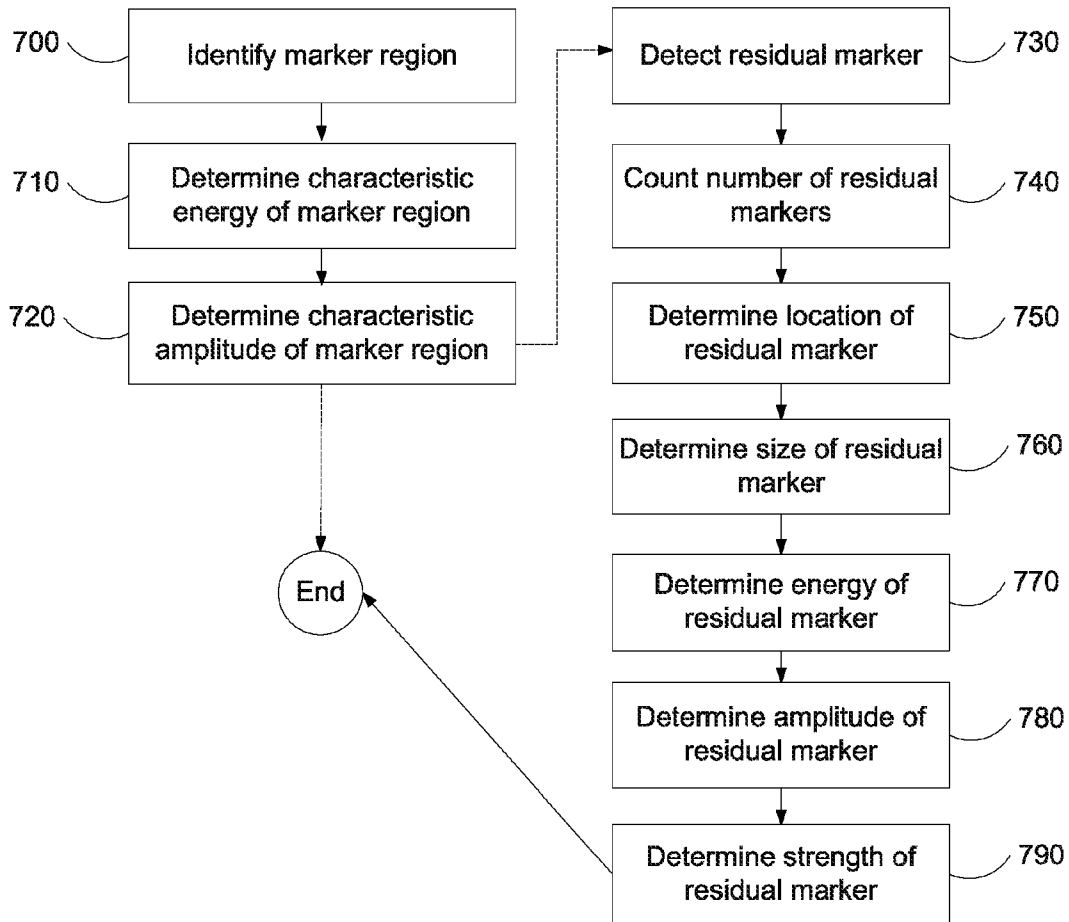 700
Identify marker region
710
Determine characteristic
energy of marker region
720
Determine characteristic
amplitude of marker region
End
Detect residual marker
730
Count number of residual
markers
740
Determine location of
residual marker
750
Determine size of residual
marker
760
Determine energy of
residual marker
770
Determine amplitude of
residual marker
780
Determine strength of
residual marker
790